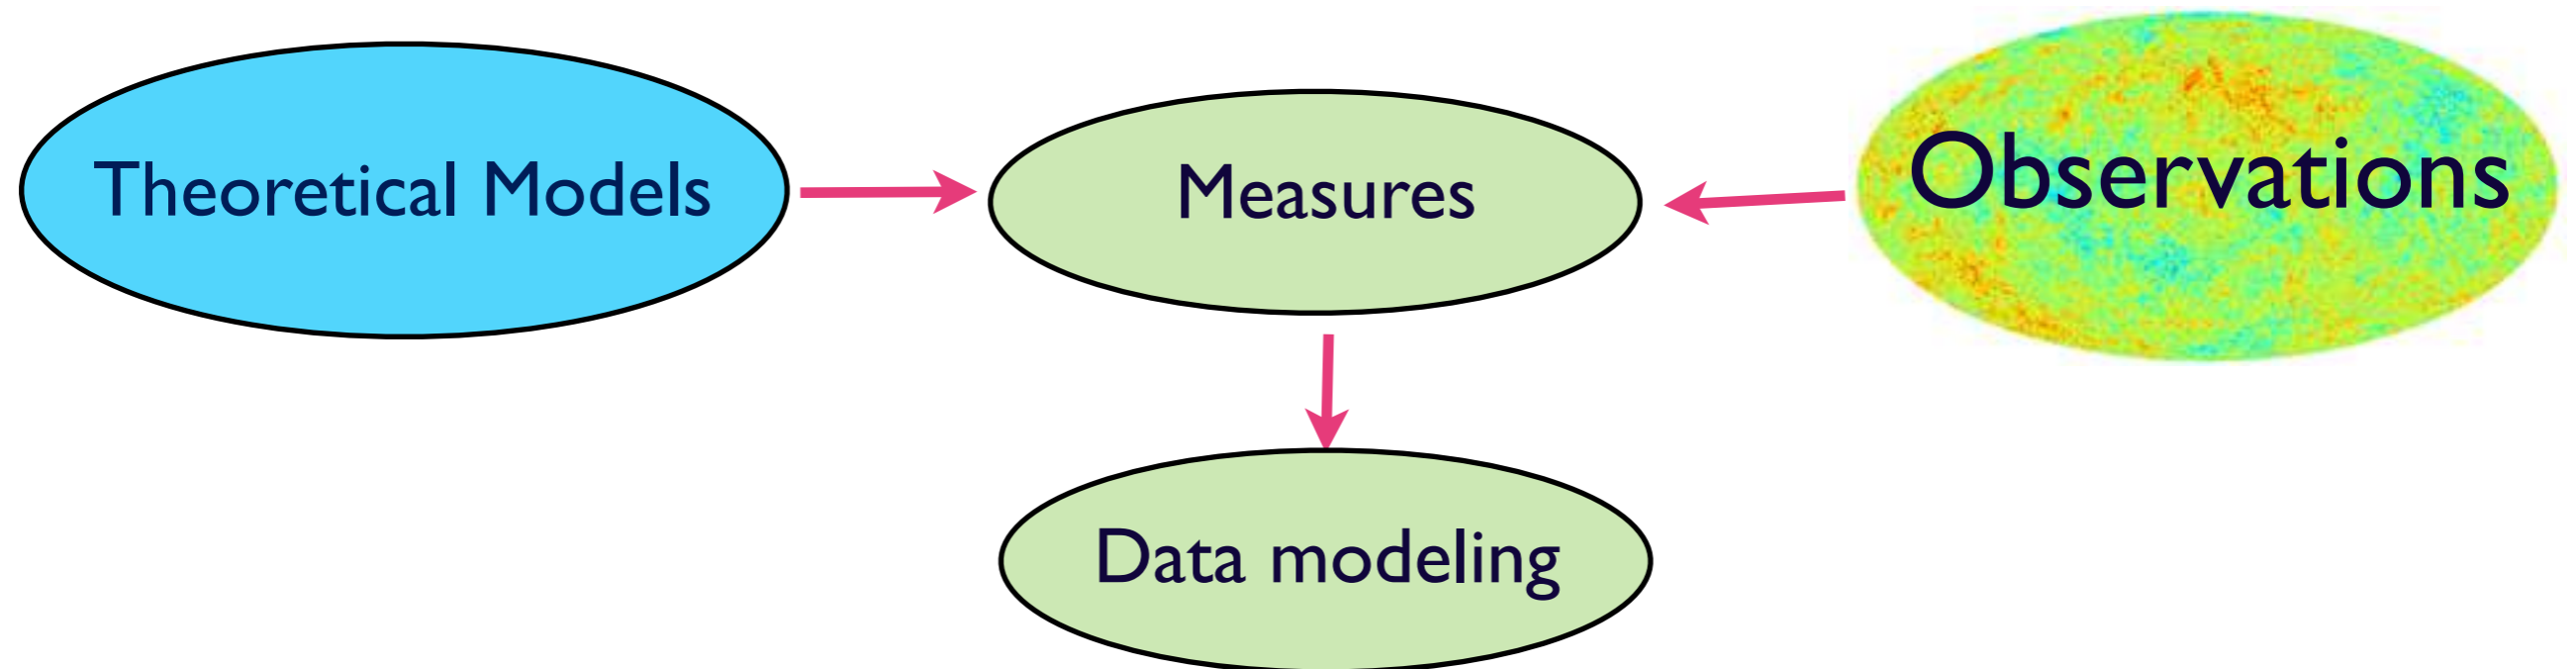 Theoretical Models
Measures
Observations
Data modeling